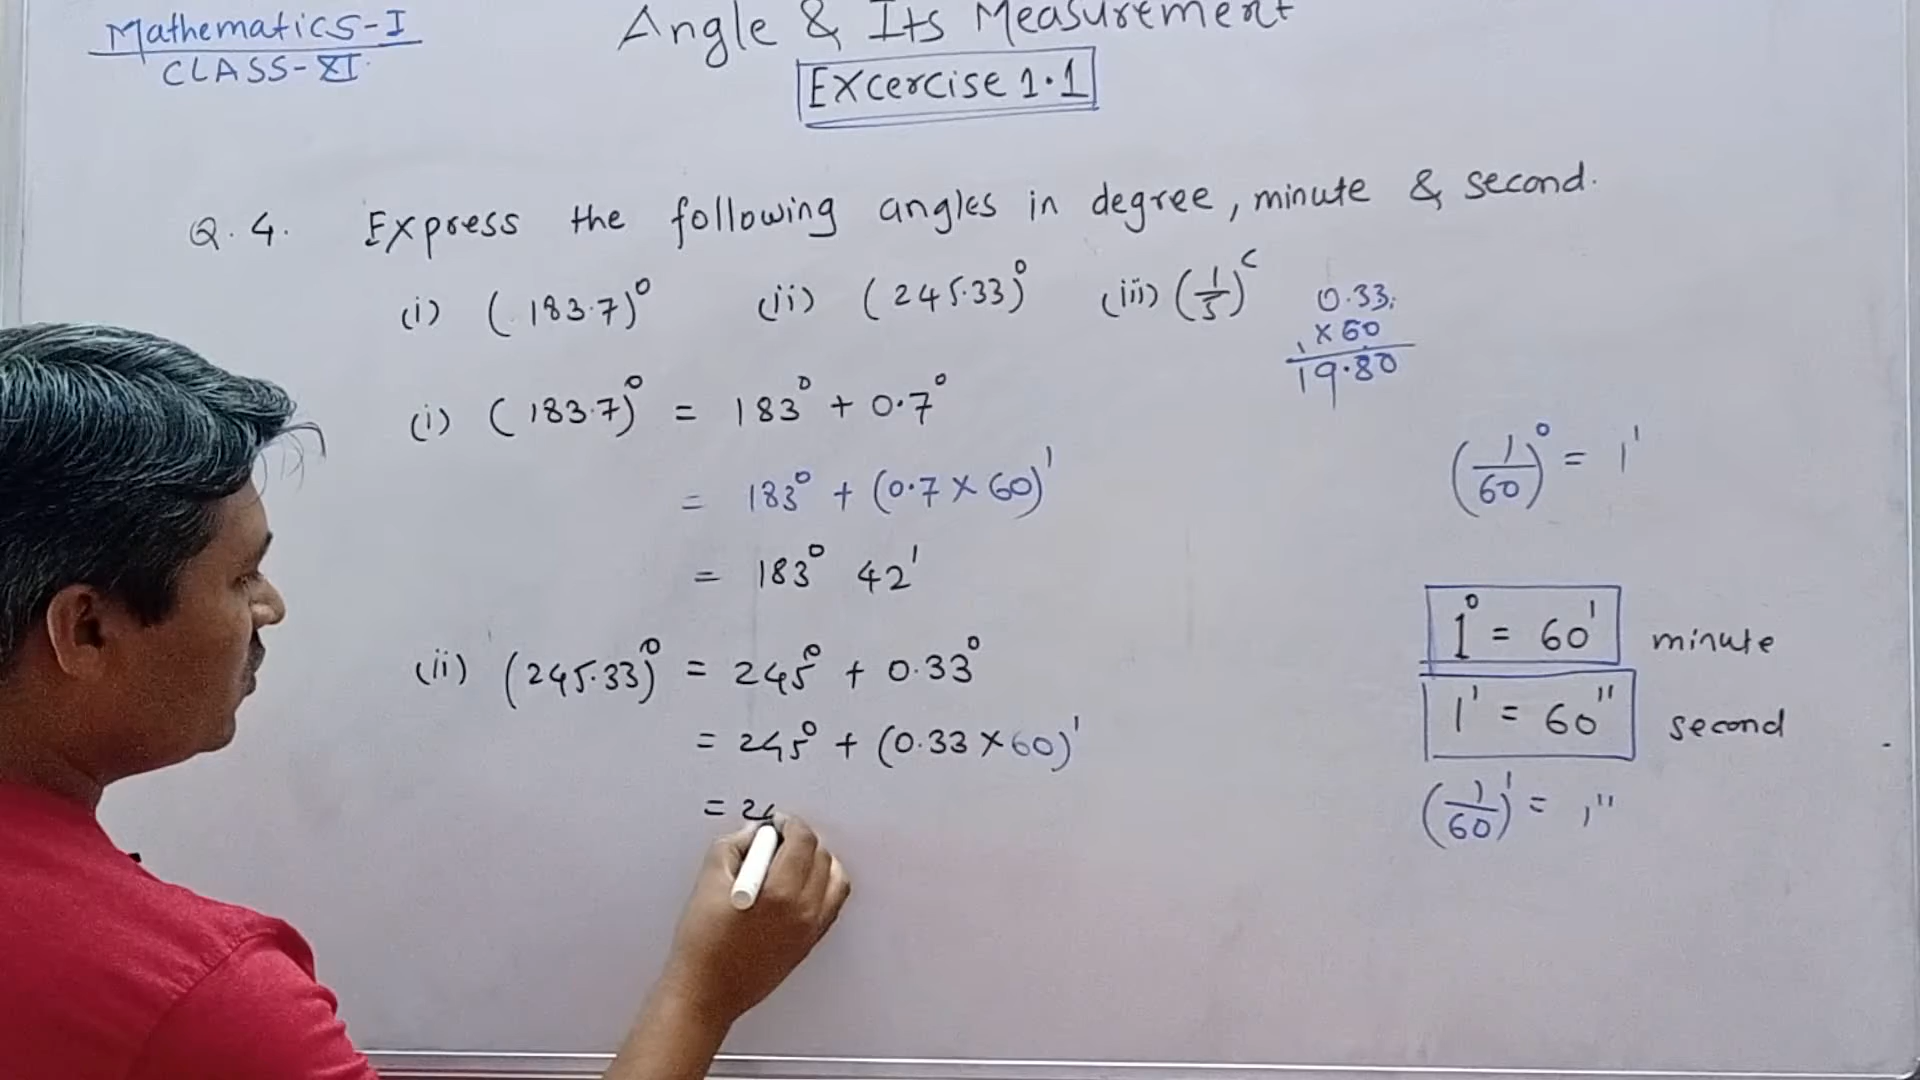 Mathematics-I
CLASS-XI.
Angle & Its Measurement
Excercise 1.1
Q.4. Express the following angles in degree, minute & second.
(i) (183.7)° (ii) (245.33)° (iii) (1/5)ᶜ
0.33
× 60
19.80
(i) (183.7)° = 183° + 0.7°
= 183° + (0.7 × 60)'
= 183° 42'
(ii) (245.33)° = 245° + 0.33°
= 245° + (0.33 × 60)'
= 24
(1/60)° = 1'
1° = 60' minute
1' = 60" second
(1/60)' = 1"